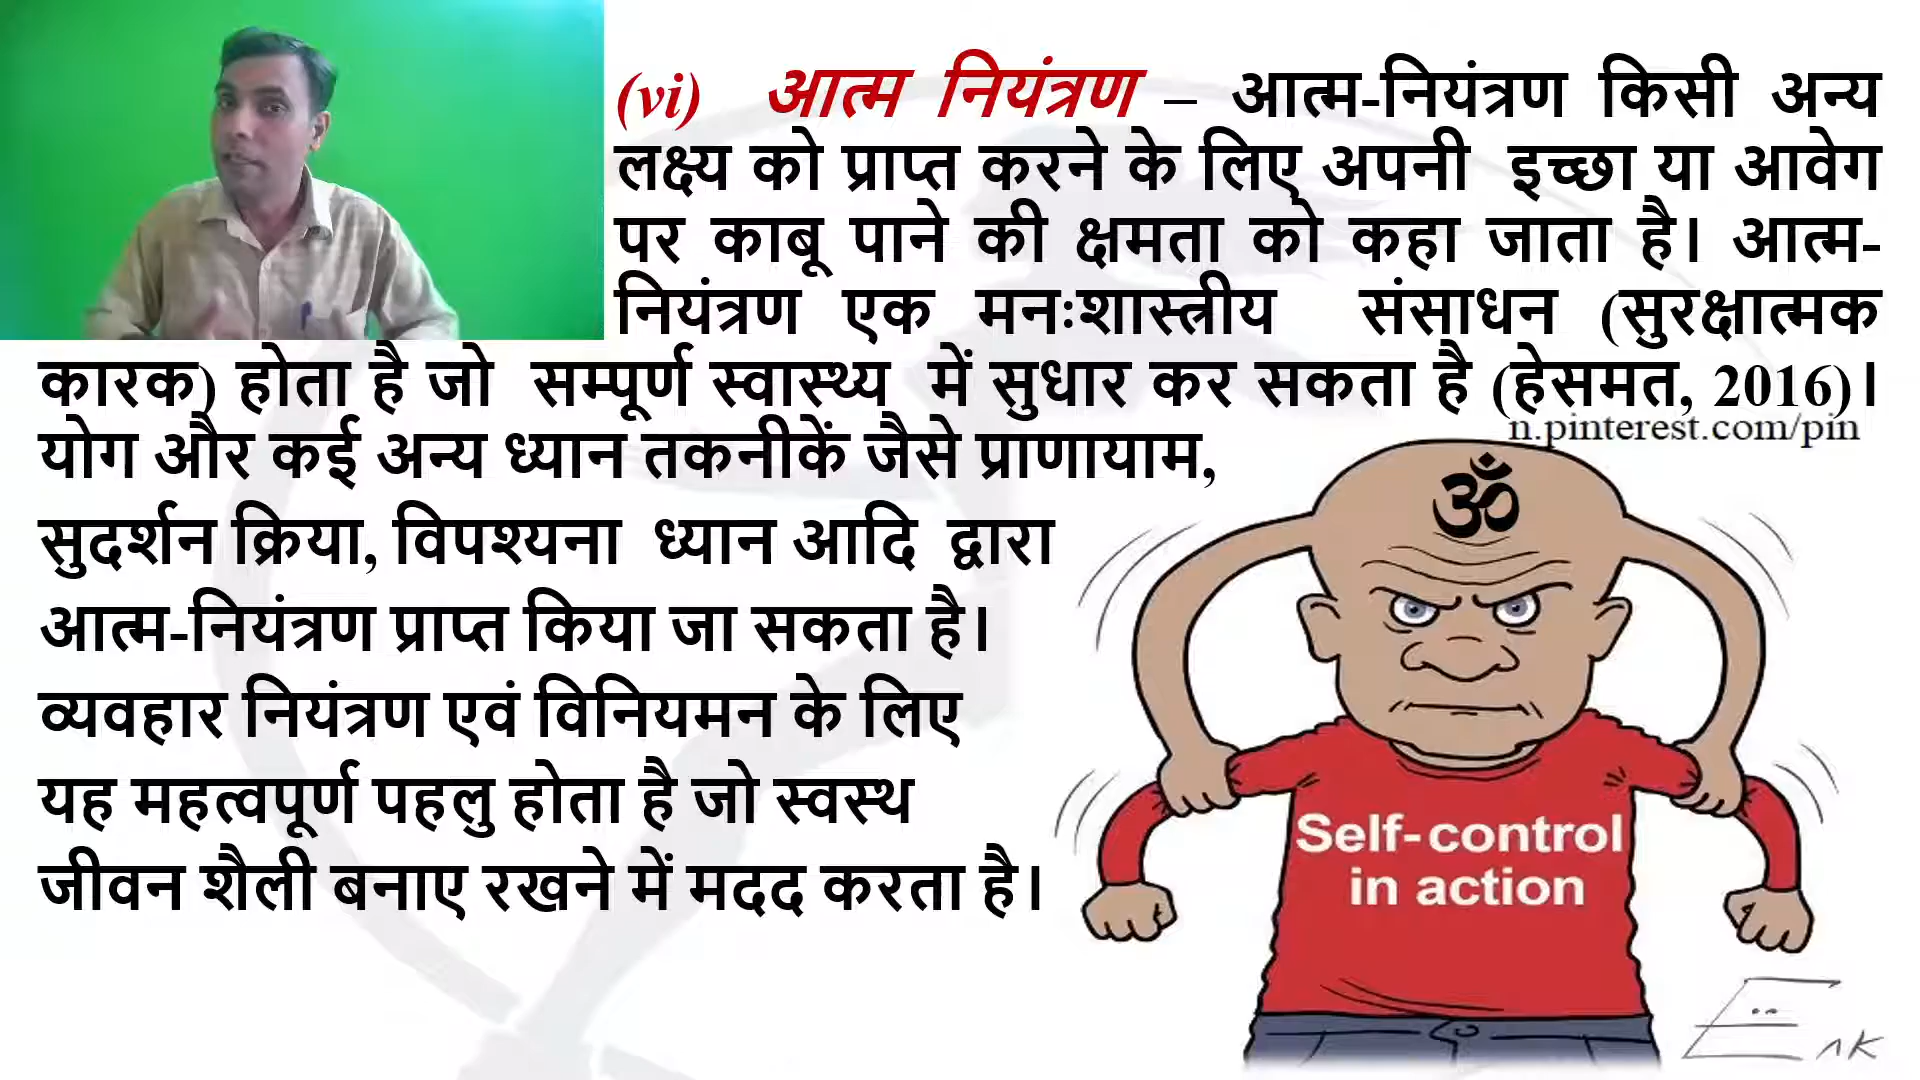 (vi) आत्म नियंत्रण – आत्म-नियंत्रण किसी अन्य
लक्ष्य को प्राप्त करने के लिए अपनी इच्छा या आवेग
पर काबू पाने की क्षमता को कहा जाता है। आत्म-
नियंत्रण एक मनःशास्त्रीय संसाधन (सुरक्षात्मक
कारक) होता है जो सम्पूर्ण स्वास्थ्य में सुधार कर सकता है (हेसमत, 2016)।
n.pinterest.com/pin
योग और कई अन्य ध्यान तकनीकें जैसे प्राणायाम,
सुदर्शन क्रिया, विपश्यना ध्यान आदि द्वारा
आत्म-नियंत्रण प्राप्त किया जा सकता है।
व्यवहार नियंत्रण एवं विनियमन के लिए
यह महत्वपूर्ण पहलु होता है जो स्वस्थ
जीवन शैली बनाए रखने में मदद करता है।
ॐ
Self-control
in action